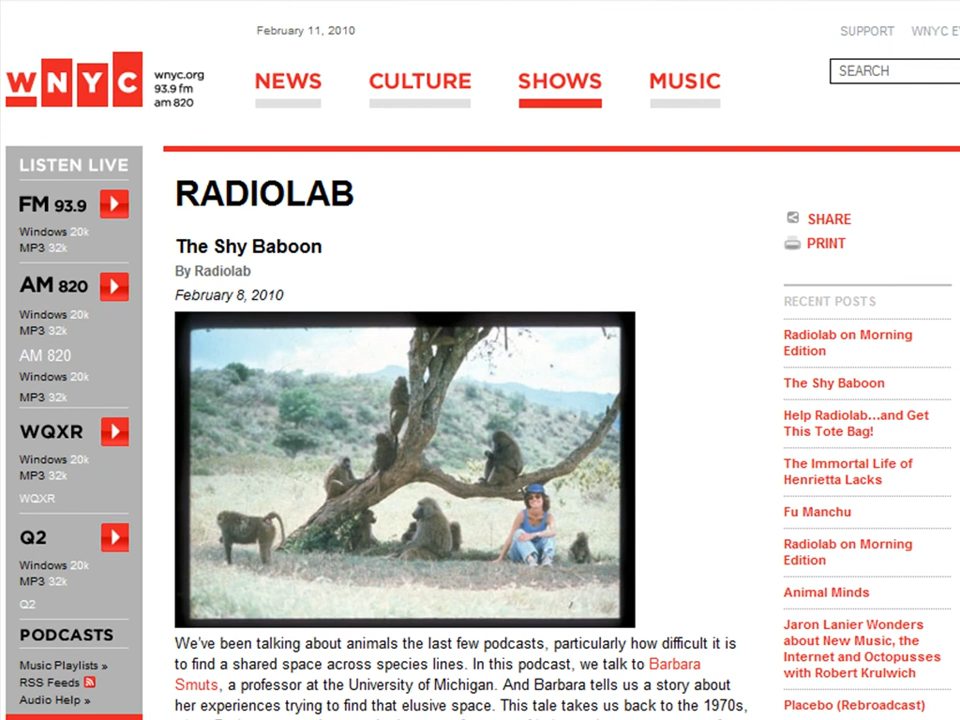 February 11, 2010
SUPPORT WNYC E
WNYC
wnyc.org
93.9 fm
am 820
NEWS CULTURE SHOWS MUSIC
SEARCH
LISTEN LIVE
FM 93.9
Windows 20k
MP3 32k
AM 820
Windows 20k
MP3 32k
AM 820
Windows 20k
MP3 32k
WQXR
Windows 20k
MP3 32k
WQXR
Q2
Windows 20k
MP3 32k
Q2
PODCASTS
Music Playlists »
RSS Feeds
Audio Help »
RADIOLAB
The Shy Baboon
By Radiolab
February 8, 2010
We've been talking about animals the last few podcasts, particularly how difficult it is
to find a shared space across species lines. In this podcast, we talk to Barbara
Smuts, a professor at the University of Michigan. And Barbara tells us a story about
her experiences trying to find that elusive space. This tale takes us back to the 1970s,
SHARE
PRINT
RECENT POSTS
Radiolab on Morning
Edition
The Shy Baboon
Help Radiolab...and Get
This Tote Bag!
The Immortal Life of
Henrietta Lacks
Fu Manchu
Radiolab on Morning
Edition
Animal Minds
Jaron Lanier Wonders
about New Music, the
Internet and Octopusses
with Robert Krulwich
Placebo (Rebroadcast)